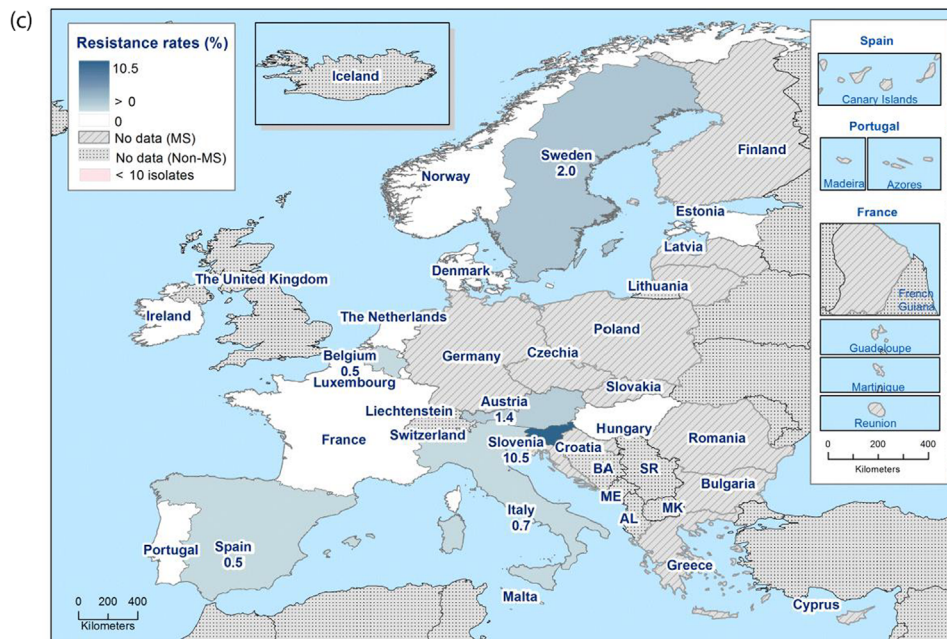 (c)
Resistance rates (%)
10.5
> 0
0
No data (MS)
No data (Non-MS)
< 10 isolates
Iceland
Norway
Sweden
2.0
Finland
Estonia
Latvia
Lithuania
Denmark
The United Kingdom
Ireland
The Netherlands
Belgium
0.5
Luxembourg
Germany
Poland
Czechia
Slovakia
Austria
1.4
Liechtenstein
Switzerland
France
Slovenia
10.5
Croatia
Hungary
Romania
BA
SR
Bulgaria
ME
MK
AL
Italy
0.7
Portugal
Spain
0.5
Greece
Malta
Cyprus
0 200 400
Kilometers
Spain
Canary Islands
Portugal
Madeira
Azores
France
French
Guiana
Guadeloupe
Martinique
Reunion
0 200 400
Kilometers